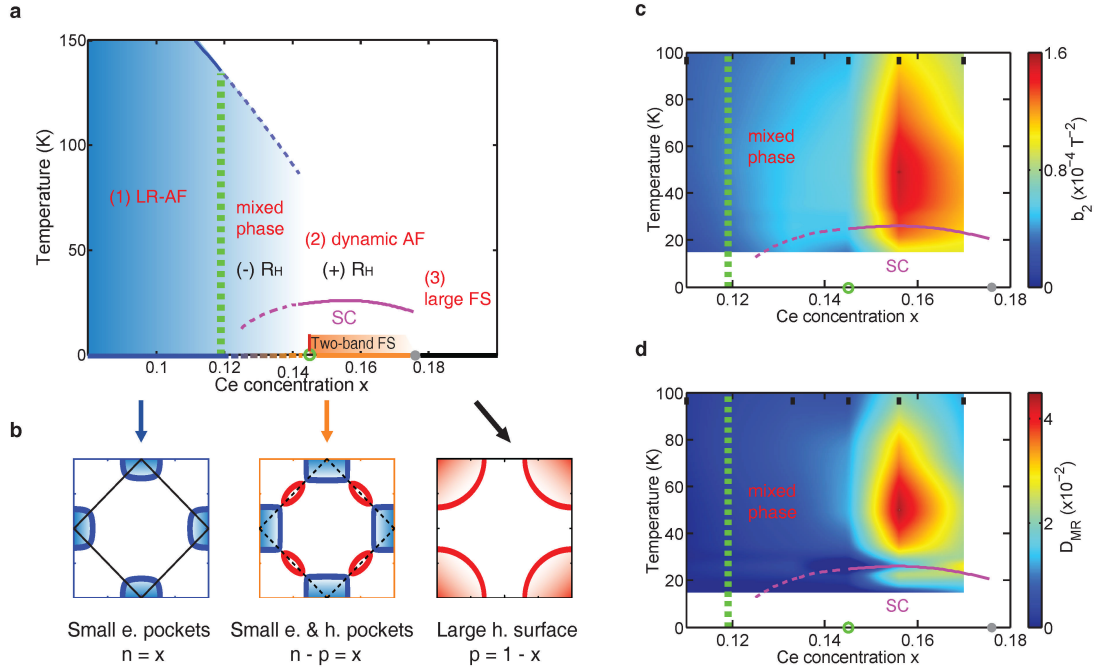 a
150
100
50
0
Temperature (K)
(1) LR-AF
mixed
phase
(2) dynamic AF
(-) RH
(+) RH
(3)
large FS
SC
Two-band FS
0.1
0.12
0.14
0.16
0.18
Ce concentration x
b
Small e. pockets
n = x
Small e. & h. pockets
n - p = x
Large h. surface
p = 1 - x
c
100
80
60
40
20
0
Temperature (K)
mixed
phase
SC
0.12
0.14
0.16
0.18
Ce concentration x
1.6
0
b2 (x10−4 T−2)
d
100
80
60
40
20
0
Temperature (K)
mixed
phase
SC
0.12
0.14
0.16
0.18
Ce concentration x
4
2
0
DMR (x10−2)